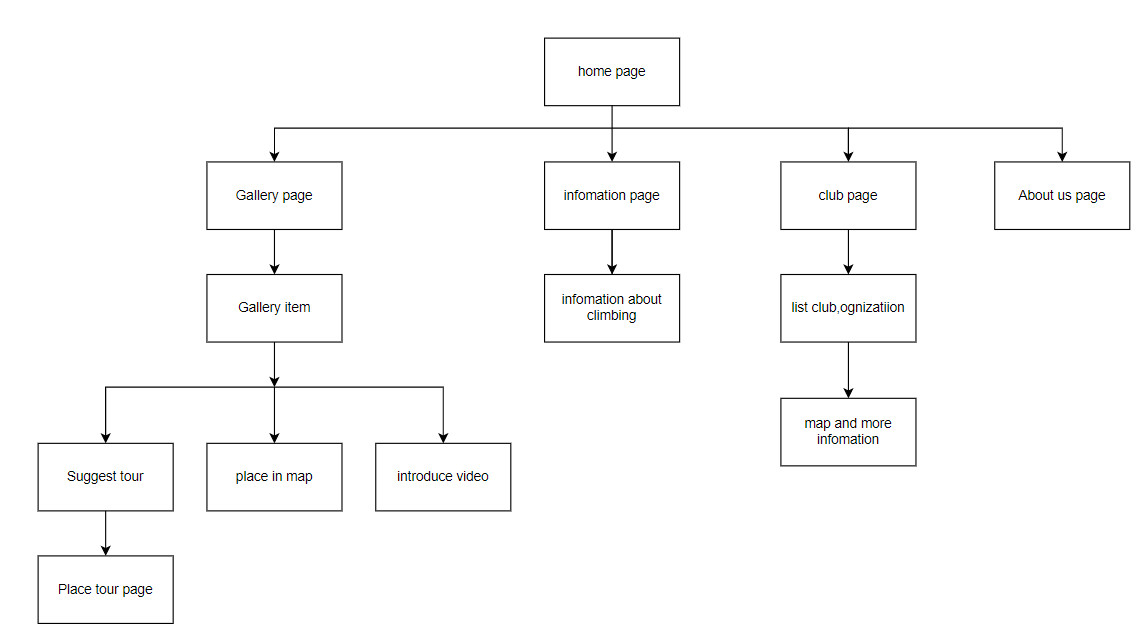 home page
Gallery page
infomation page
club page
About us page
Gallery item
infomation about
climbing
list club,ognizatiion
map and more
infomation
Suggest tour
place in map
introduce video
Place tour page